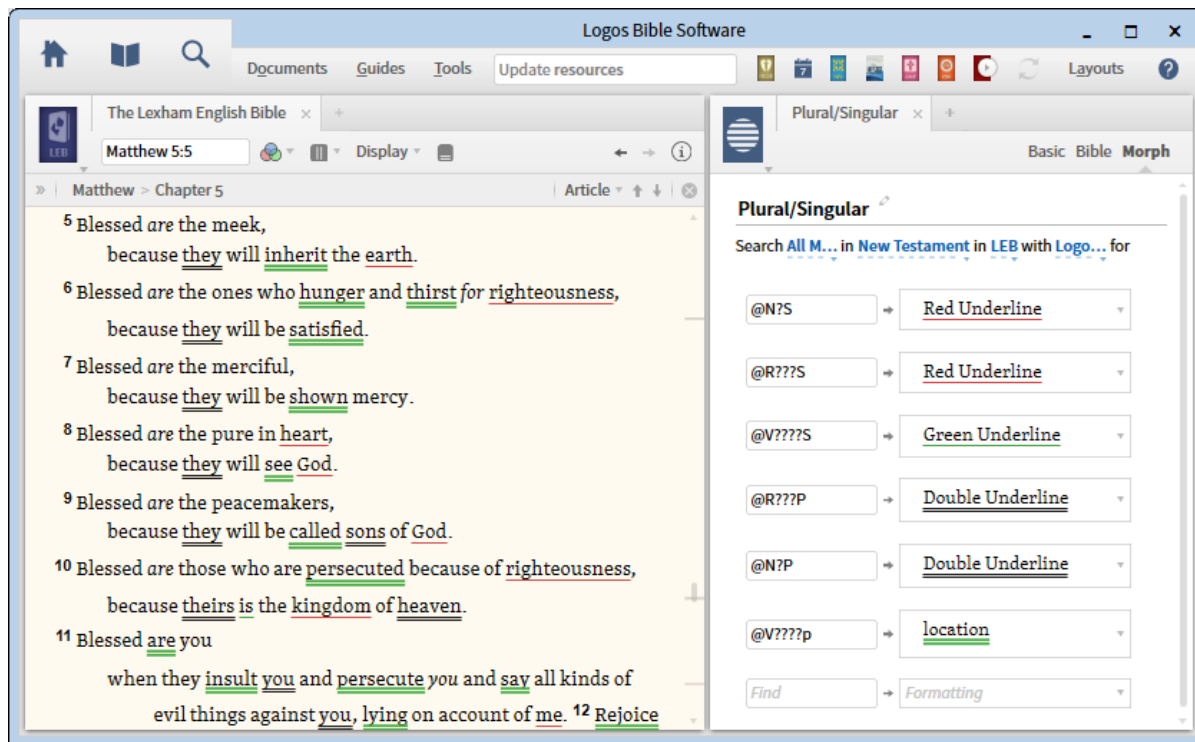 Logos Bible Software
Documents Guides Tools Update resources Layouts
The Lexham English Bible
LEB
Matthew 5:5 Display
Matthew > Chapter 5 Article
5 Blessed are the meek,
because they will inherit the earth.
6 Blessed are the ones who hunger and thirst for righteousness,
because they will be satisfied.
7 Blessed are the merciful,
because they will be shown mercy.
8 Blessed are the pure in heart,
because they will see God.
9 Blessed are the peacemakers,
because they will be called sons of God.
10 Blessed are those who are persecuted because of righteousness,
because theirs is the kingdom of heaven.
11 Blessed are you
when they insult you and persecute you and say all kinds of
evil things against you, lying on account of me. 12 Rejoice
Plural/Singular
Basic Bible Morph
Plural/Singular
Search All M... in New Testament in LEB with Logo... for
@N?S Red Underline
@R???S Red Underline
@V????S Green Underline
@R???P Double Underline
@N?P Double Underline
@V????p location
Find Formatting